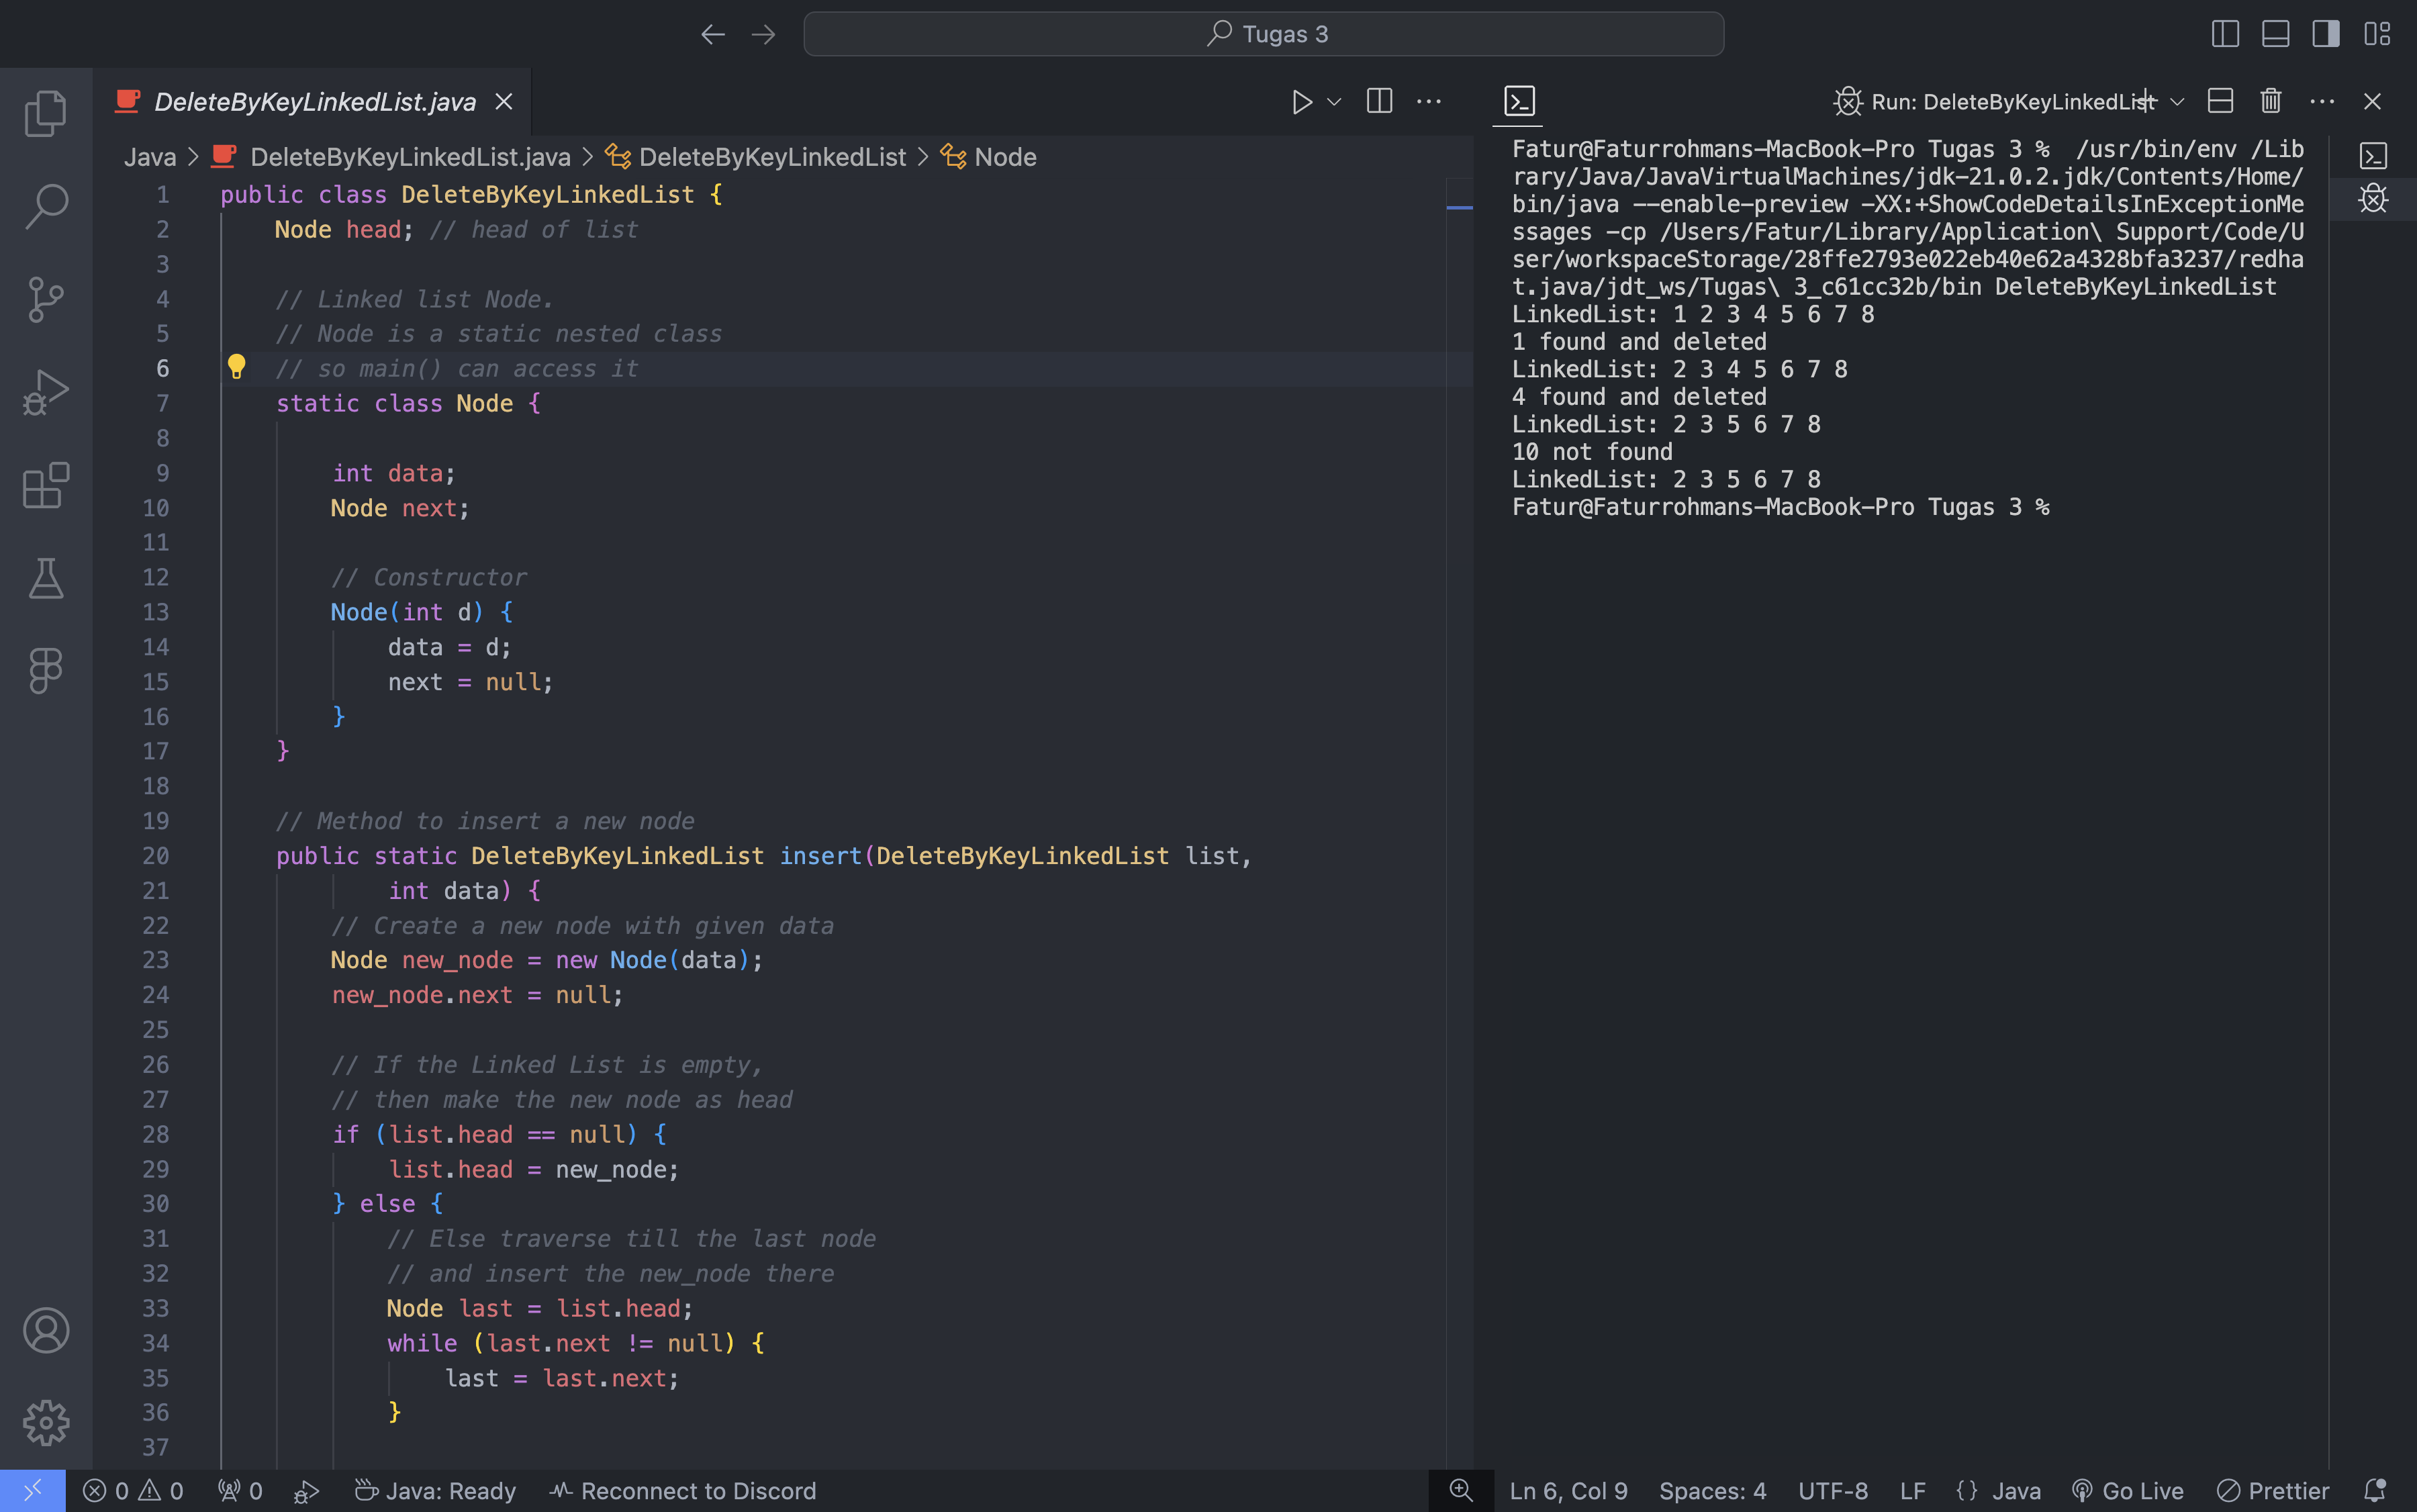 Tugas 3
DeleteByKeyLinkedList.java
Java > DeleteByKeyLinkedList.java > DeleteByKeyLinkedList > Node
1 public class DeleteByKeyLinkedList {
2     Node head; // head of list
3
4     // Linked list Node.
5     // Node is a static nested class
6     // so main() can access it
7     static class Node {
8
9         int data;
10         Node next;
11
12         // Constructor
13         Node(int d) {
14             data = d;
15             next = null;
16         }
17     }
18
19     // Method to insert a new node
20     public static DeleteByKeyLinkedList insert(DeleteByKeyLinkedList list,
21             int data) {
22         // Create a new node with given data
23         Node new_node = new Node(data);
24         new_node.next = null;
25
26         // If the Linked List is empty,
27         // then make the new node as head
28         if (list.head == null) {
29             list.head = new_node;
30         } else {
31             // Else traverse till the last node
32             // and insert the new_node there
33             Node last = list.head;
34             while (last.next != null) {
35                 last = last.next;
36             }
37
Run: DeleteByKeyLinkedList
Fatur@Faturrohmans-MacBook-Pro Tugas 3 %  /usr/bin/env /Lib
rary/Java/JavaVirtualMachines/jdk-21.0.2.jdk/Contents/Home/
bin/java --enable-preview -XX:+ShowCodeDetailsInExceptionMe
ssages -cp /Users/Fatur/Library/Application\ Support/Code/U
ser/workspaceStorage/28ffe2793e022eb40e62a4328bfa3237/redha
t.java/jdt_ws/Tugas\ 3_c61cc32b/bin DeleteByKeyLinkedList
LinkedList: 1 2 3 4 5 6 7 8
1 found and deleted
LinkedList: 2 3 4 5 6 7 8
4 found and deleted
LinkedList: 2 3 5 6 7 8
10 not found
LinkedList: 2 3 5 6 7 8
Fatur@Faturrohmans-MacBook-Pro Tugas 3 %
0 0 0 Java: Ready Reconnect to Discord Ln 6, Col 9 Spaces: 4 UTF-8 LF {} Java Go Live Prettier